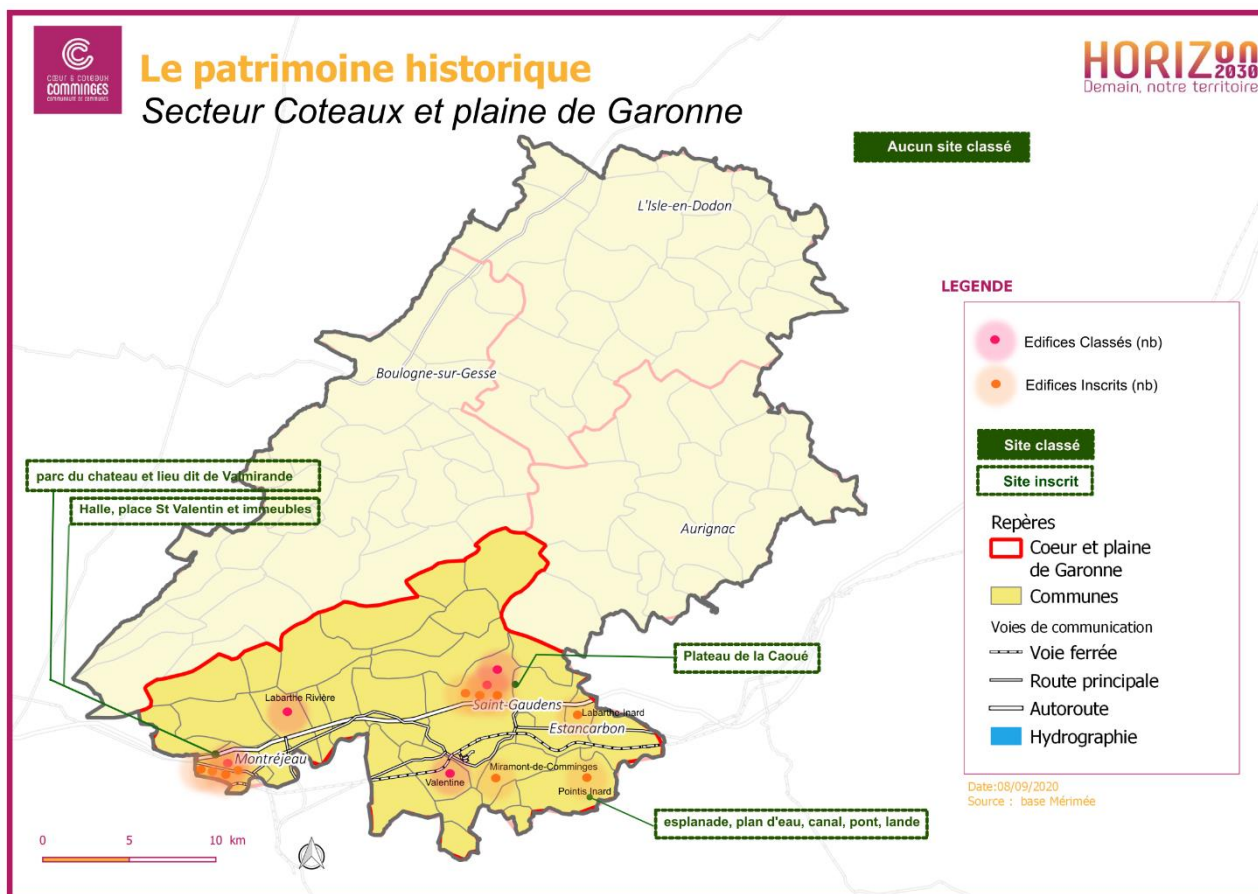 CŒUR & COTEAUX
COMMINGES
COMMUNAUTÉ DE COMMUNES
Le patrimoine historique
Secteur Coteaux et plaine de Garonne
HORIZON
2030
Demain, notre territoire
Aucun site classé
L'Isle-en-Dodon
Boulogne-sur-Gesse
Aurignac
parc du chateau et lieu dit de Valmirande
Halle, place St Valentin et immeubles
Plateau de la Caoué
Labarthe Rivière
Saint-Gaudens
Labarthe-Inard
Estancarbon
Montréjeau
Valentine
Miramont-de-Comminges
Pointis Inard
esplanade, plan d'eau, canal, pont, lande
LEGENDE
Edifices Classés (nb)
Edifices Inscrits (nb)
Site classé
Site inscrit
Repères
Coeur et plaine
de Garonne
Communes
Voies de communication
Voie ferrée
Route principale
Autoroute
Hydrographie
Date:08/09/2020
Source : base Mérimée
0 5 10 km